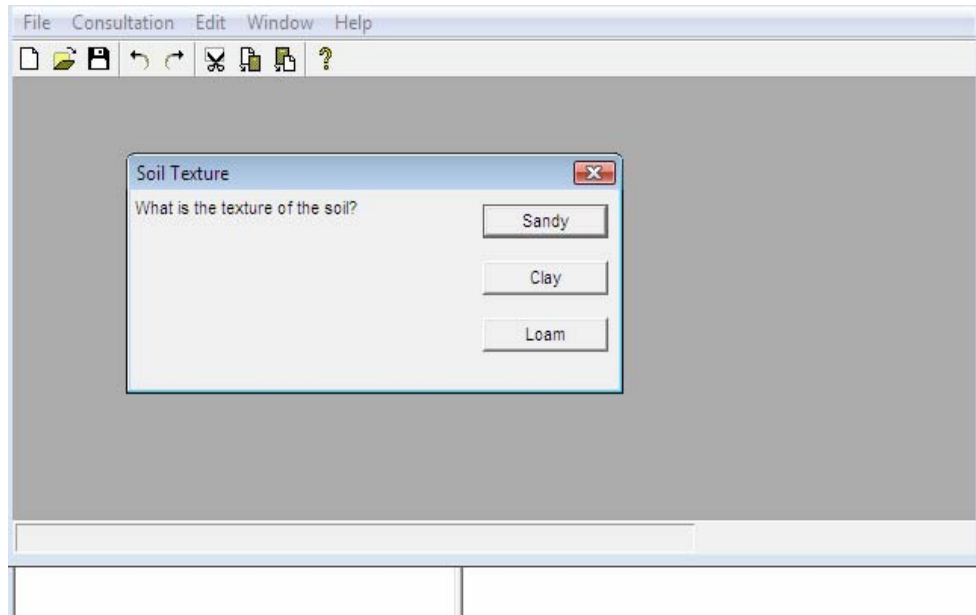 File Consultation Edit Window Help
Soil Texture
What is the texture of the soil?
Sandy
Clay
Loam